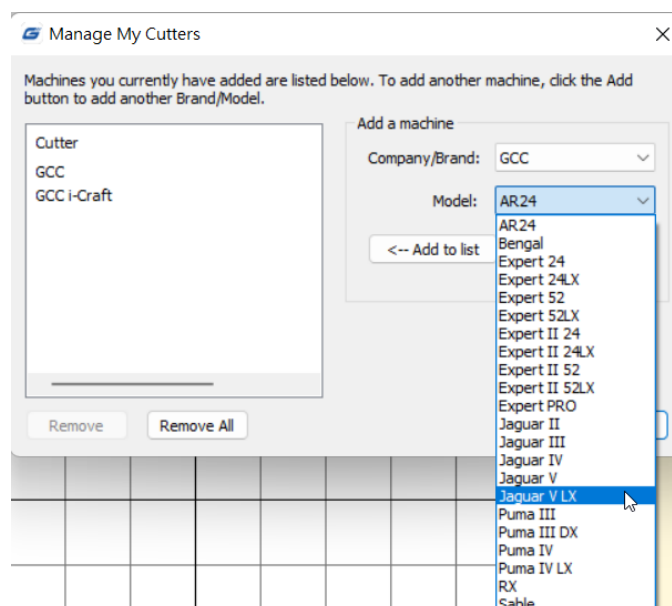 Manage My Cutters
Machines you currently have added are listed below. To add another machine, click the Add
button to add another Brand/Model.
Cutter
GCC
GCC i-Craft
Remove
Remove All
Add a machine
Company/Brand:
GCC
Model:
AR24
<-- Add to list
AR24
Bengal
Expert 24
Expert 24LX
Expert 52
Expert 52LX
Expert II 24
Expert II 24LX
Expert II 52
Expert II 52LX
Expert PRO
Jaguar II
Jaguar III
Jaguar IV
Jaguar V
Jaguar V LX
Puma III
Puma III DX
Puma IV
Puma IV LX
RX
Sable